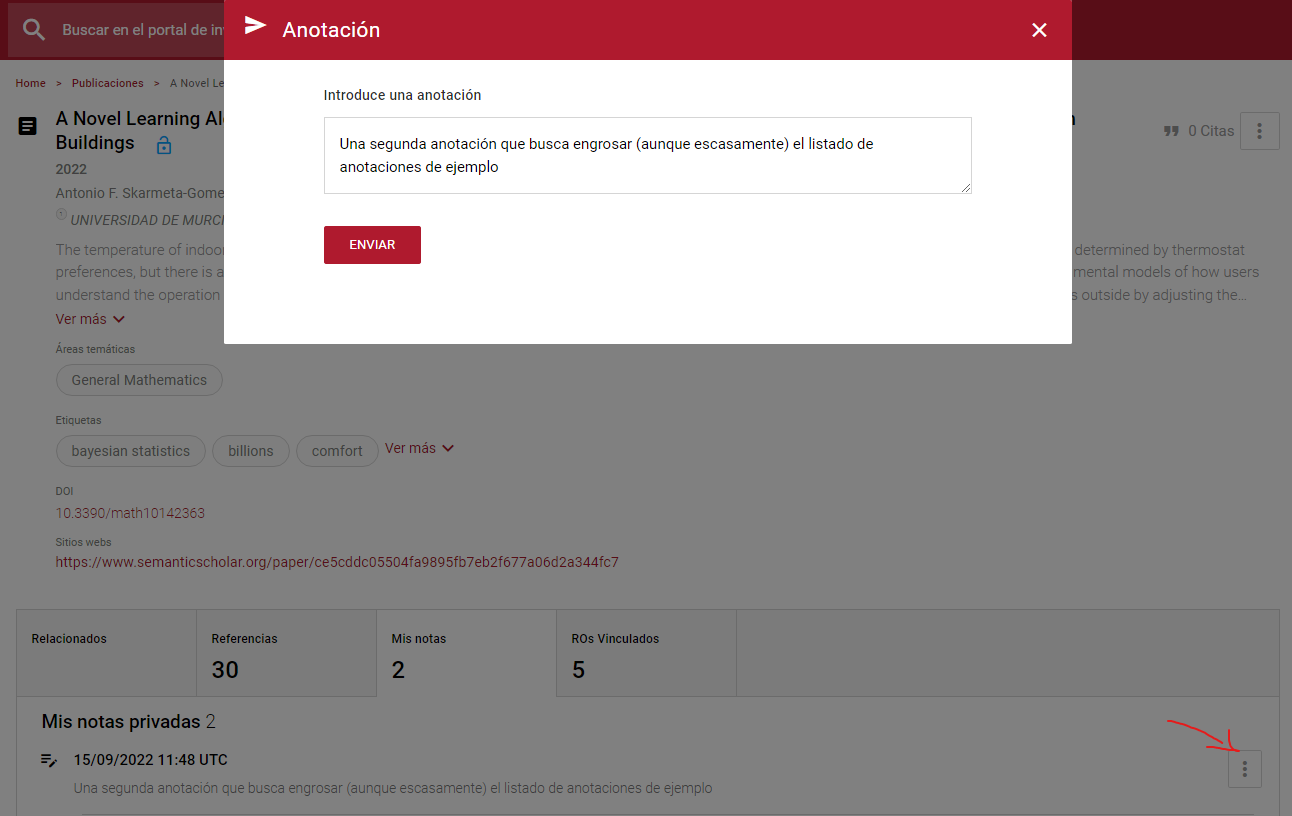 Buscar en el portal de in
Anotación
Home > Publicaciones > A Novel Le
Introduce una anotación
A Novel Learning Al
Buildings
0 Citas
Una segunda anotación que busca engrosar (aunque escasamente) el listado de
anotaciones de ejemplo
2022
Antonio F. Skarmeta-Gome
UNIVERSIDAD DE MURCI
ENVIAR
The temperature of indoor determined by thermostat
preferences, but there is a mental models of how users
understand the operation s outside by adjusting the...
Ver más
Áreas temáticas
General Mathematics
Etiquetas
bayesian statistics billions comfort Ver más
DOI
10.3390/math10142363
Sitios webs
https://www.semanticscholar.org/paper/ce5cddc05504fa9895fb7eb2f677a06d2a344fc7
Relacionados Referencias Mis notas ROs Vinculados
30 2 5
Mis notas privadas 2
15/09/2022 11:48 UTC
Una segunda anotación que busca engrosar (aunque escasamente) el listado de anotaciones de ejemplo